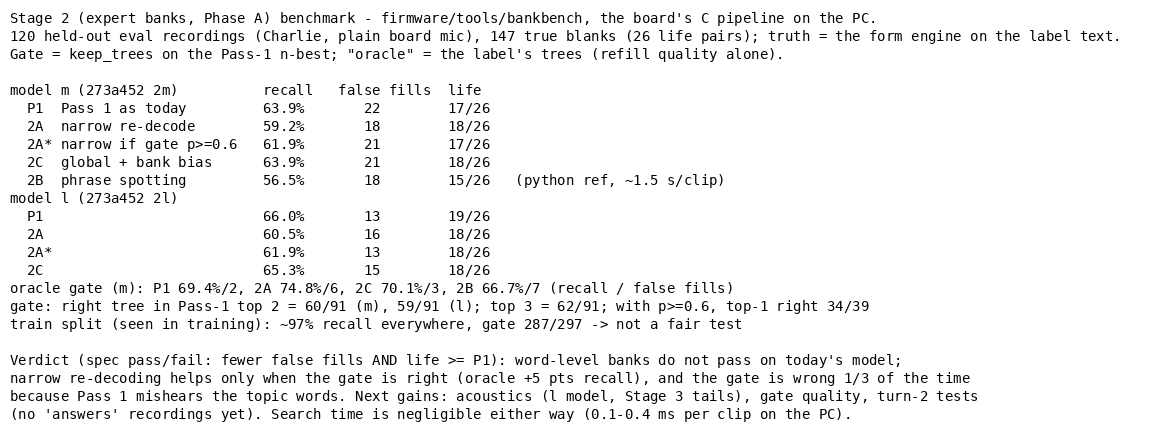 Stage 2 (expert banks, Phase A) benchmark - firmware/tools/bankbench, the board's C pipeline on the PC.
120 held-out eval recordings (Charlie, plain board mic), 147 true blanks (26 life pairs); truth = the form engine on the label text.
Gate = keep_trees on the Pass-1 n-best; "oracle" = the label's trees (refill quality alone).
model m (273a452 2m)          recall   false fills  life
  P1  Pass 1 as today         63.9%       22        17/26
  2A  narrow re-decode        59.2%       18        18/26
  2A* narrow if gate p>=0.6   61.9%       21        17/26
  2C  global + bank bias      63.9%       21        18/26
  2B  phrase spotting         56.5%       18        15/26   (python ref, ~1.5 s/clip)
model l (273a452 2l)
  P1                          66.0%       13        19/26
  2A                          60.5%       16        18/26
  2A*                         61.9%       13        18/26
  2C                          65.3%       15        18/26
oracle gate (m): P1 69.4%/2, 2A 74.8%/6, 2C 70.1%/3, 2B 66.7%/7 (recall / false fills)
gate: right tree in Pass-1 top 2 = 60/91 (m), 59/91 (l); top 3 = 62/91; with p>=0.6, top-1 right 34/39
train split (seen in training): ~97% recall everywhere, gate 287/297 -> not a fair test
Verdict (spec pass/fail: fewer false fills AND life >= P1): word-level banks do not pass on today's model;
narrow re-decoding helps only when the gate is right (oracle +5 pts recall), and the gate is wrong 1/3 of the time
because Pass 1 mishears the topic words. Next gains: acoustics (l model, Stage 3 tails), gate quality, turn-2 tests
(no 'answers' recordings yet). Search time is negligible either way (0.1-0.4 ms per clip on the PC).